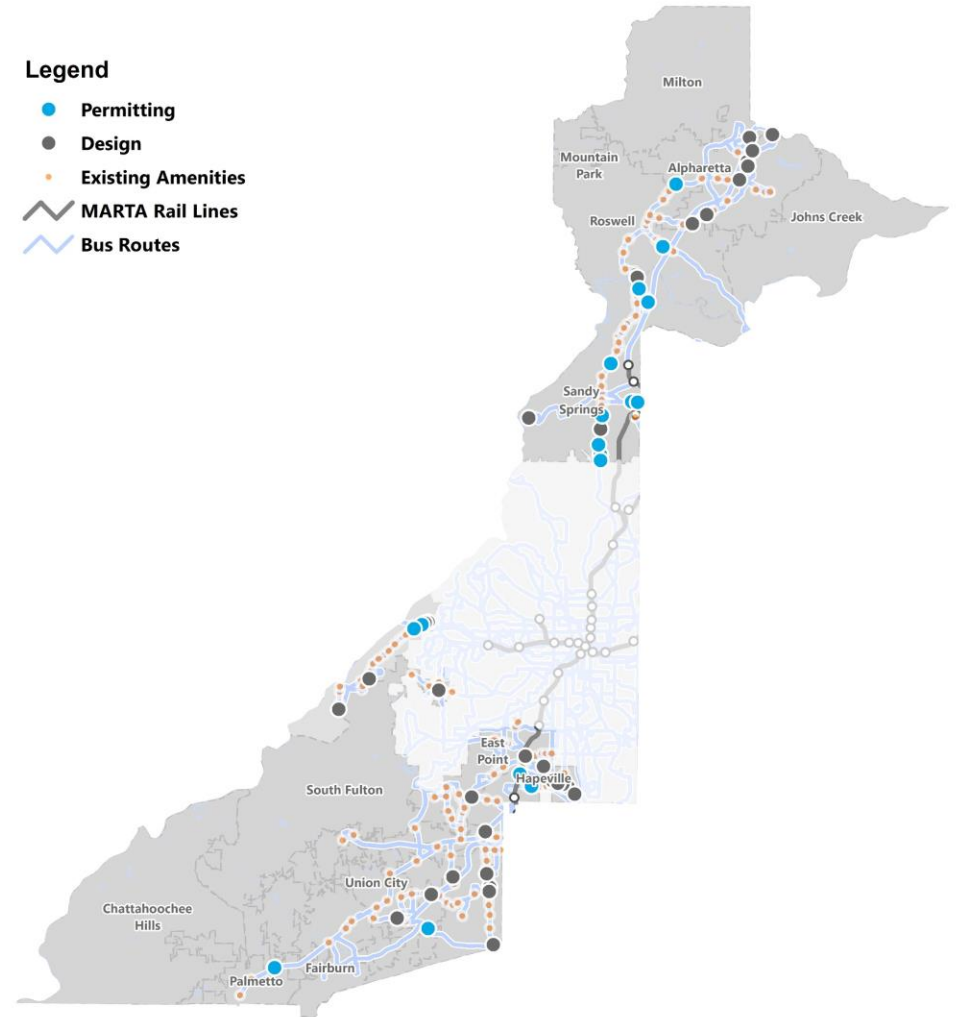 Legend
Permitting
Design
Existing Amenities
MARTA Rail Lines
Bus Routes
Milton
Mountain
Park
Alpharetta
Roswell
Johns Creek
Sandy
Springs
East
Point
Hapeville
South Fulton
Union City
Chattahoochee
Hills
Fairburn
Palmetto